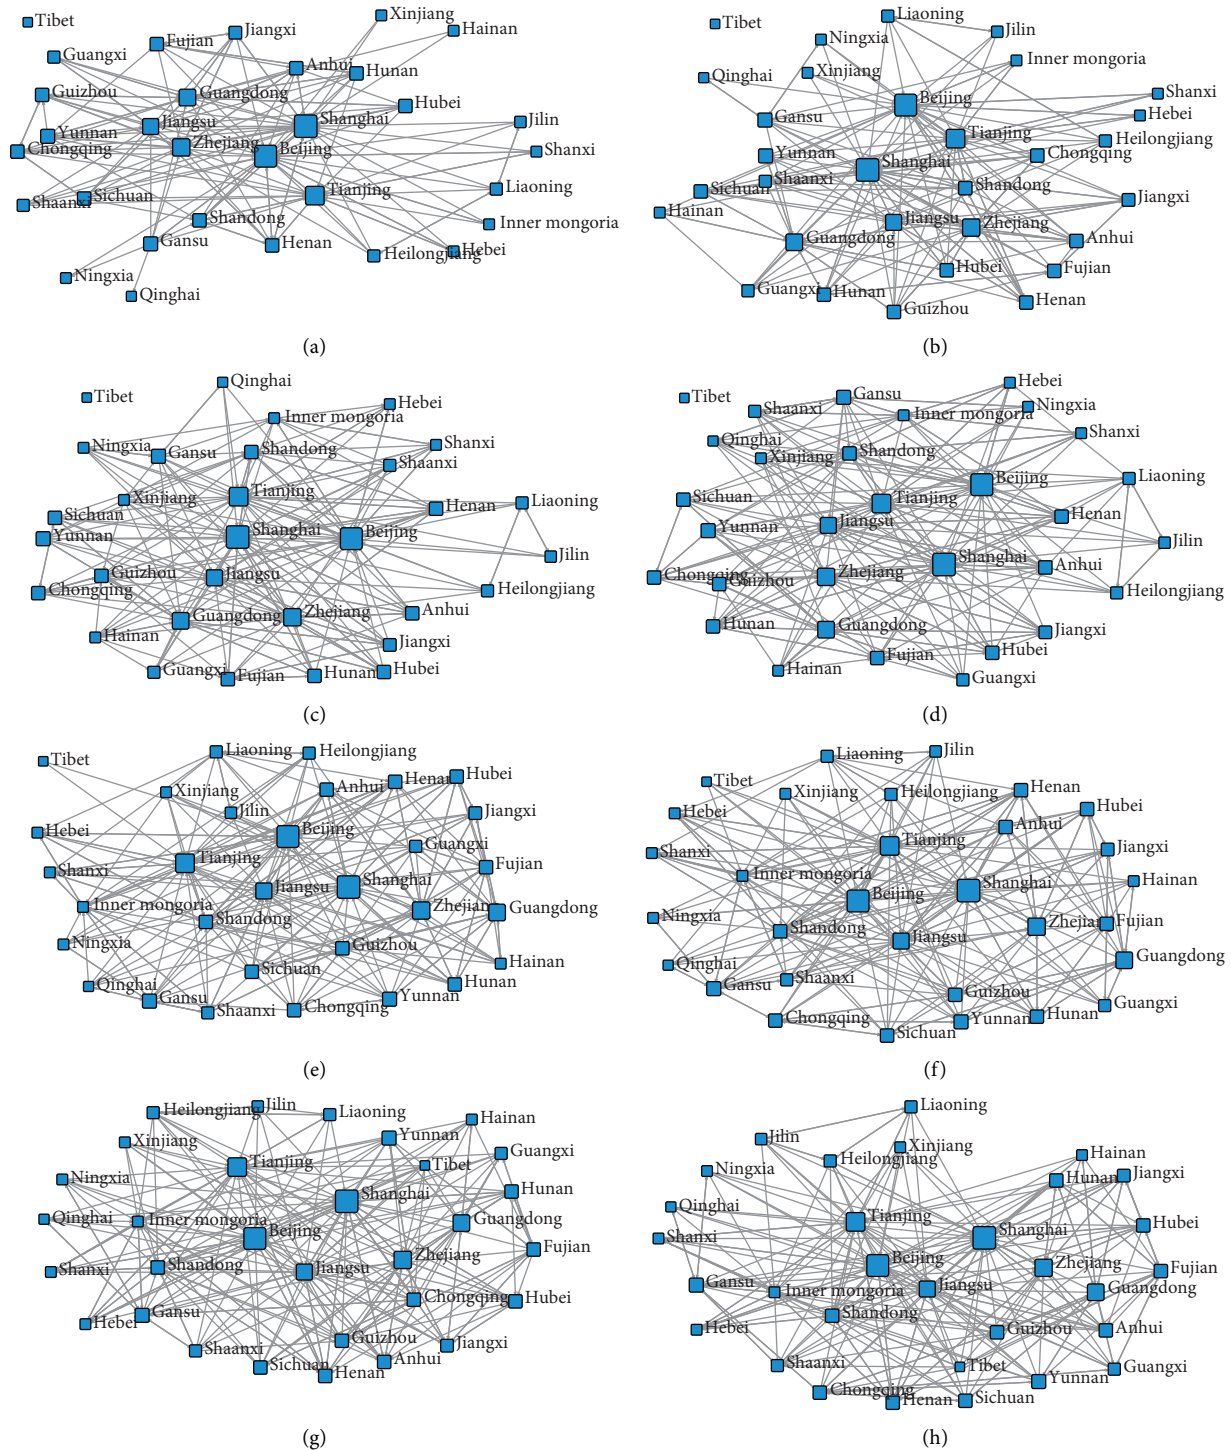 Tibet
Xinjiang
Hainan
Jiangxi
Fujian
Guangxi
Anhui
Hunan
Guizhou
Guangdong
Hubei
Shanghai
Jilin
Jiangsu
Yunnan
Zhejiang
Beijing
Chongqing
Shanxi
Liaoning
Tianjing
Sichuan
Shaanxi
Shandong
Inner mongoria
Gansu
Henan
Heilongjiang
Hebei
Ningxia
Qinghai
(a)
Liaoning
Tibet
Jilin
Ningxia
Inner mongoria
Qinghai
Xinjiang
Shanxi
Beijing
Hebei
Gansu
Tianjing
Heilongjiang
Yunnan
Chongqing
Shanghai
Shaanxi
Sichuan
Shandong
Jiangxi
Hainan
Jiangsu
Zhejiang
Guangdong
Anhui
Hubei
Fujian
Guangxi
Hunan
Henan
Guizhou
(b)
Qinghai
Tibet
Hebei
Inner mongoria
Ningxia
Shandong
Shanxi
Gansu
Shaanxi
Tianjing
Xinjiang
Henan
Liaoning
Sichuan
Yunnan
Shanghai
Beijing
Jilin
Guizhou
Jiangsu
Chongqing
Heilongjiang
Guangdong
Zhejiang
Anhui
Hainan
Jiangxi
Guangxi
Fujian
Hunan
Hubei
(c)
Hebei
Tibet
Gansu
Ningxia
Shaanxi
Inner mongoria
Shanxi
Qinghai
Shandong
Xinjiang
Beijing
Liaoning
Sichuan
Tianjing
Henan
Yunnan
Jiangsu
Jilin
Shanghai
Anhui
Chongqing
Guizhou
Zhejiang
Heilongjiang
Hunan
Guangdong
Jiangxi
Hubei
Fujian
Hainan
Guangxi
(d)
Liaoning
Heilongjiang
Tibet
Hubei
Henan
Xinjiang
Anhui
Jilin
Jiangxi
Hebei
Beijing
Guangxi
Tianjing
Fujian
Shanxi
Jiangsu
Shanghai
Inner mongoria
Zhejiang
Guangdong
Shandong
Ningxia
Guizhou
Hainan
Sichuan
Qinghai
Hunan
Gansu
Yunnan
Shaanxi
Chongqing
(e)
Liaoning
Jilin
Tibet
Henan
Xinjiang
Heilongjiang
Hebei
Hubei
Anhui
Tianjing
Shanxi
Jiangxi
Inner mongoria
Hainan
Beijing
Shanghai
Ningxia
Zhejiang
Fujian
Shandong
Jiangsu
Qinghai
Guangdong
Shaanxi
Gansu
Guizhou
Guangxi
Chongqing
Yunnan
Hunan
Sichuan
(f)
Heilongjiang
Jilin
Liaoning
Hainan
Xinjiang
Yunnan
Guangxi
Tianjing
Tibet
Ningxia
Hunan
Shanghai
Qinghai
Inner mongoria
Guangdong
Beijing
Fujian
Zhejiang
Shanxi
Shandong
Jiangsu
Chongqing
Hubei
Hebei
Gansu
Guizhou
Jiangxi
Shaanxi
Anhui
Sichuan
Henan
(g)
Liaoning
Jilin
Xinjiang
Heilongjiang
Hainan
Ningxia
Hunan
Jiangxi
Qinghai
Tianjing
Hubei
Shanxi
Shanghai
Beijing
Zhejiang
Fujian
Gansu
Inner mongoria
Jiangsu
Guangdong
Shandong
Hebei
Guizhou
Anhui
Shaanxi
Tibet
Guangxi
Yunnan
Chongqing
Henan
Sichuan
(h)